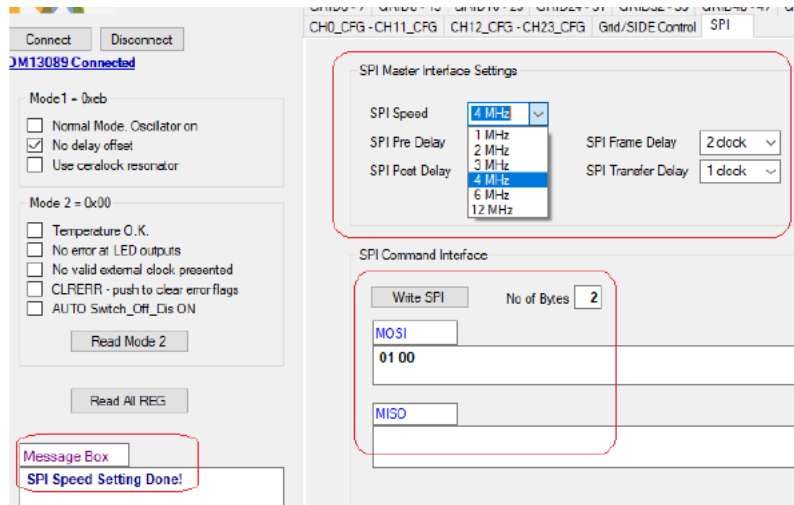 CH0_CFG - CH11_CFG CH12_CFG - CH23_CFG Grid/SIDE Control SPI
Connect Disconnect
OM13089 Connected
Mode1 - 0xeb
Normal Mode. Oscillator on
No delay offset
Use ceralock resonator
Mode 2 = 0x00
Temperature O.K.
No error at LED outputs
No valid external clock presented
CLRERR - push to clear error flags
AUTO Switch_Off_Dis ON
Read Mode 2
Read All REG
Message Box
SPI Speed Setting Done!
SPI Master Interface Settings
SPI Speed 4 MHz
1 MHz
2 MHz
3 MHz
4 MHz
6 MHz
12 MHz
SPI Pre Delay SPI Frame Delay 2 clock
SPI Post Delay SPI Transfer Delay 1 clock
SPI Command Interface
Write SPI No of Bytes 2
MOSI
01 00
MISO